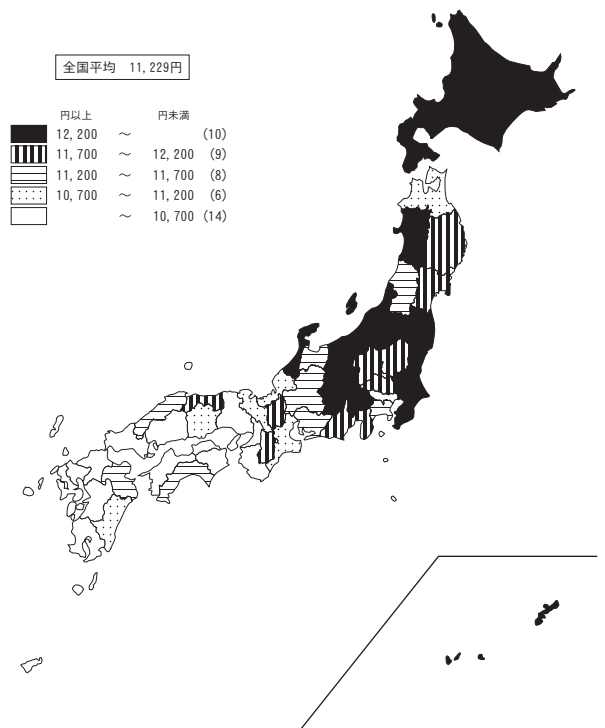 全国平均 11,229円
円以上 円未満
12,200 ～ (10)
11,700 ～ 12,200 (9)
11,200 ～ 11,700 (8)
10,700 ～ 11,200 (6)
～ 10,700 (14)